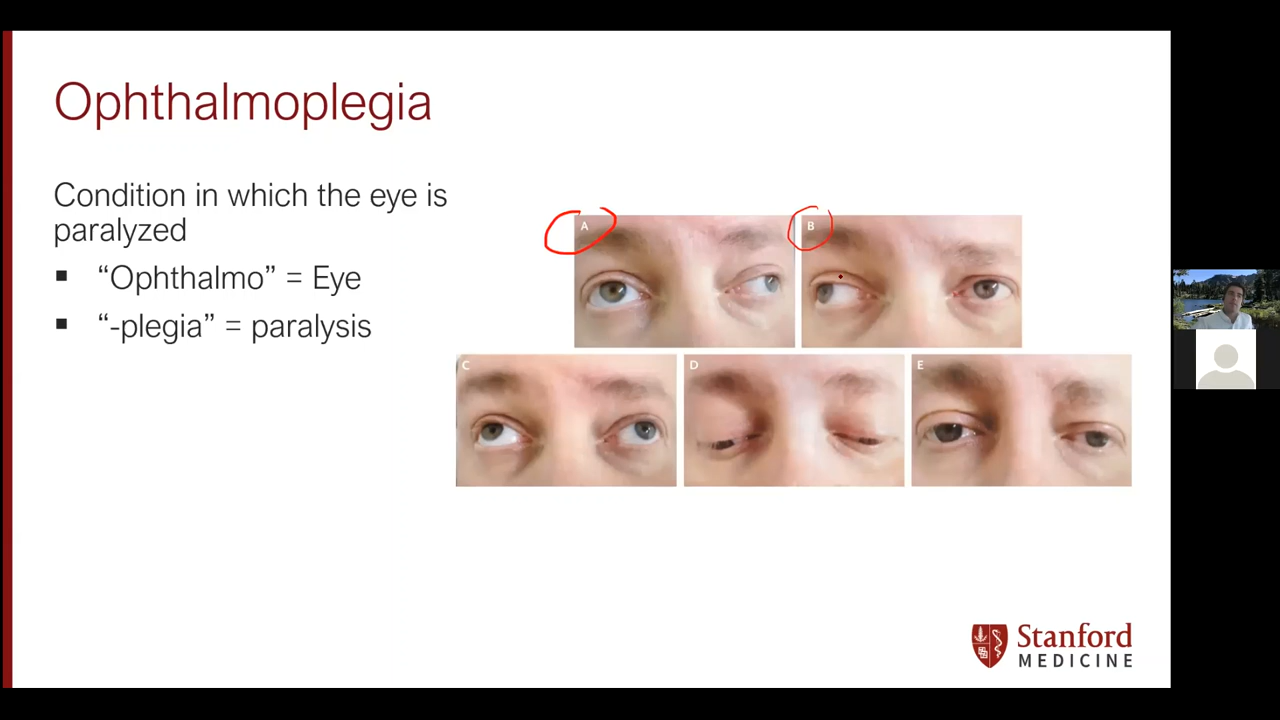 Ophthalmoplegia
Condition in which the eye is
paralyzed
▪ “Ophthalmo” = Eye
▪ “-plegia” = paralysis
A
B
C
D
E
Stanford
MEDICINE